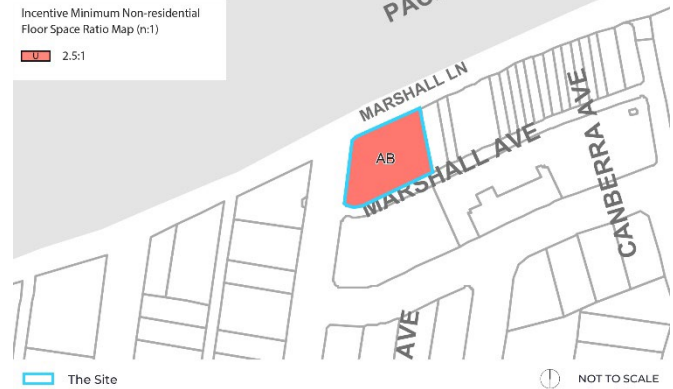 Incentive Minimum Non-residential
Floor Space Ratio Map (n:1)
U 2.5:1
PAC
MARSHALL LN
AB
MARSHALL AVE
CANBERRA AVE
AVE
The Site
NOT TO SCALE